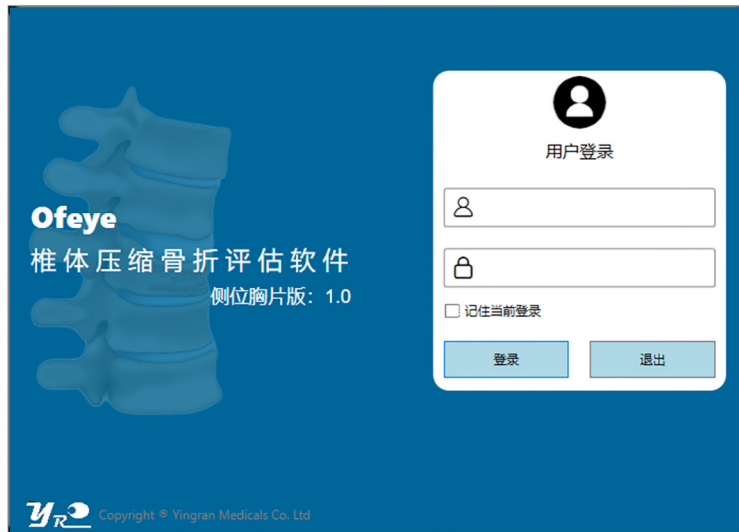 Ofeye
椎体压缩骨折评估软件
侧位胸片版：1.0
用户登录
记住当前登录
登录
退出
YR
Copyright ® Yingran Medicals Co. Ltd